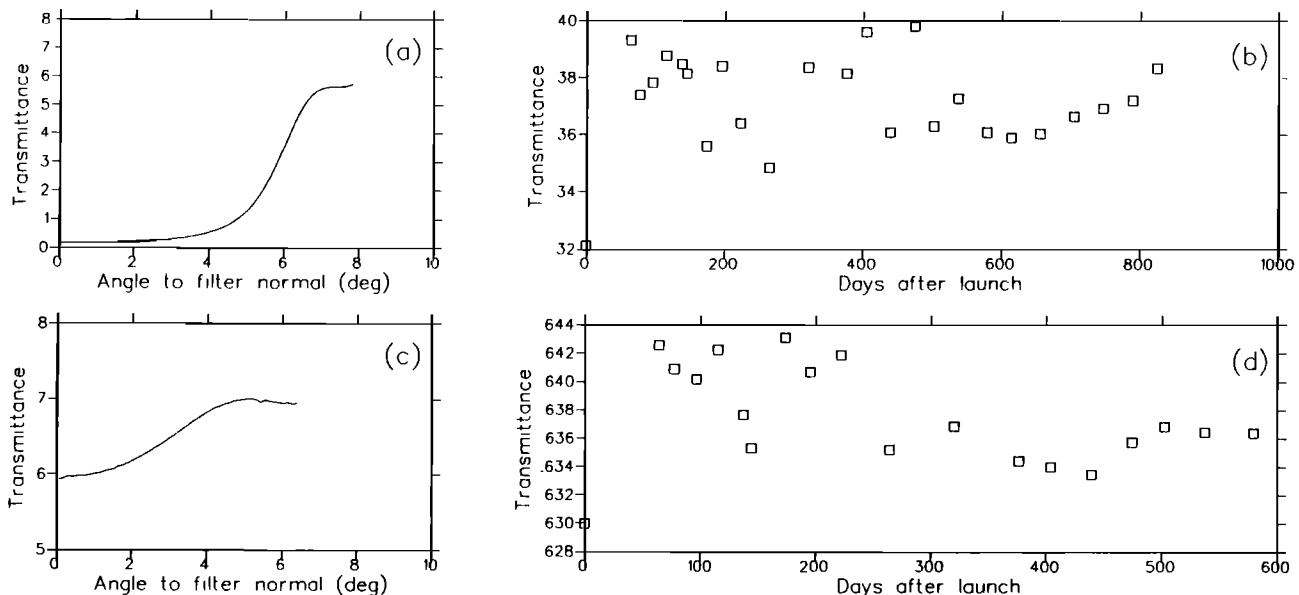 (a)
Transmittance
8
7
6
5
4
3
2
1
0
0 2 4 6 8 10
Angle to filter normal (deg)
(b)
Transmittance
40
38
36
34
32
0 200 400 600 800 1000
Days after launch
(c)
Transmittance
8
7
6
5
0 2 4 6 8 10
Angle to filter normal (deg)
(d)
Transmittance
644
642
640
638
636
634
632
630
628
0 100 200 300 400 500 600
Days after launch